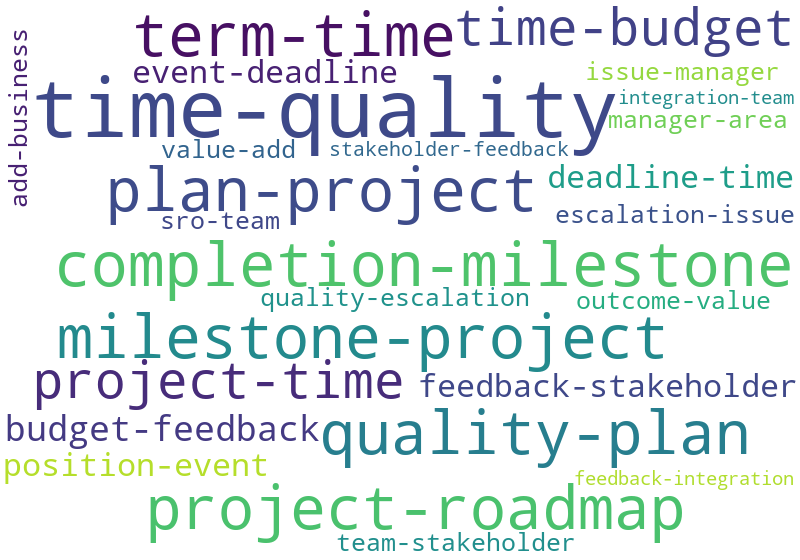 term-time
time-budget
event-deadline
issue-manager
add-business
time-quality
integration-team
manager-area
value-add
stakeholder-feedback
plan-project
deadline-time
sro-team
escalation-issue
completion-milestone
quality-escalation
outcome-value
milestone-project
project-time
feedback-stakeholder
budget-feedback
quality-plan
position-event
feedback-integration
project-roadmap
team-stakeholder